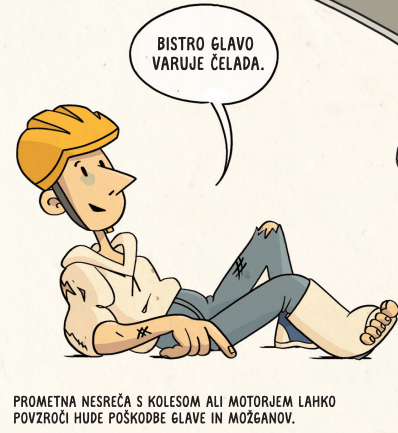 BISTRO GLAVO
VARUJE ČELADA.
PROMETNA NESREČA S KOLESOM ALI MOTORJEM LAHKO
POVZROČI HUDE POŠKODBE GLAVE IN MOŽGANOV.